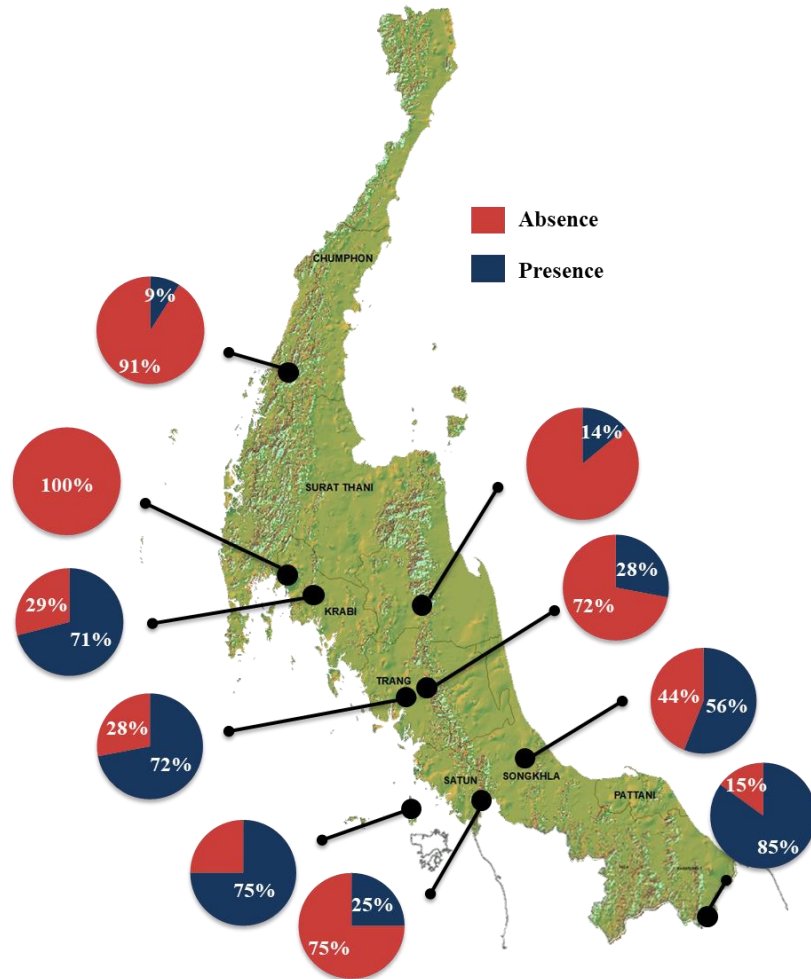 Absence
Presence
CHUMPHON
9%
91%
14%
100%
SURAT THANI
28%
72%
29%
71%
KRABI
TRANG
44%
56%
28%
72%
SATUN
SONGKHLA
PATTANI
15%
85%
75%
25%
75%